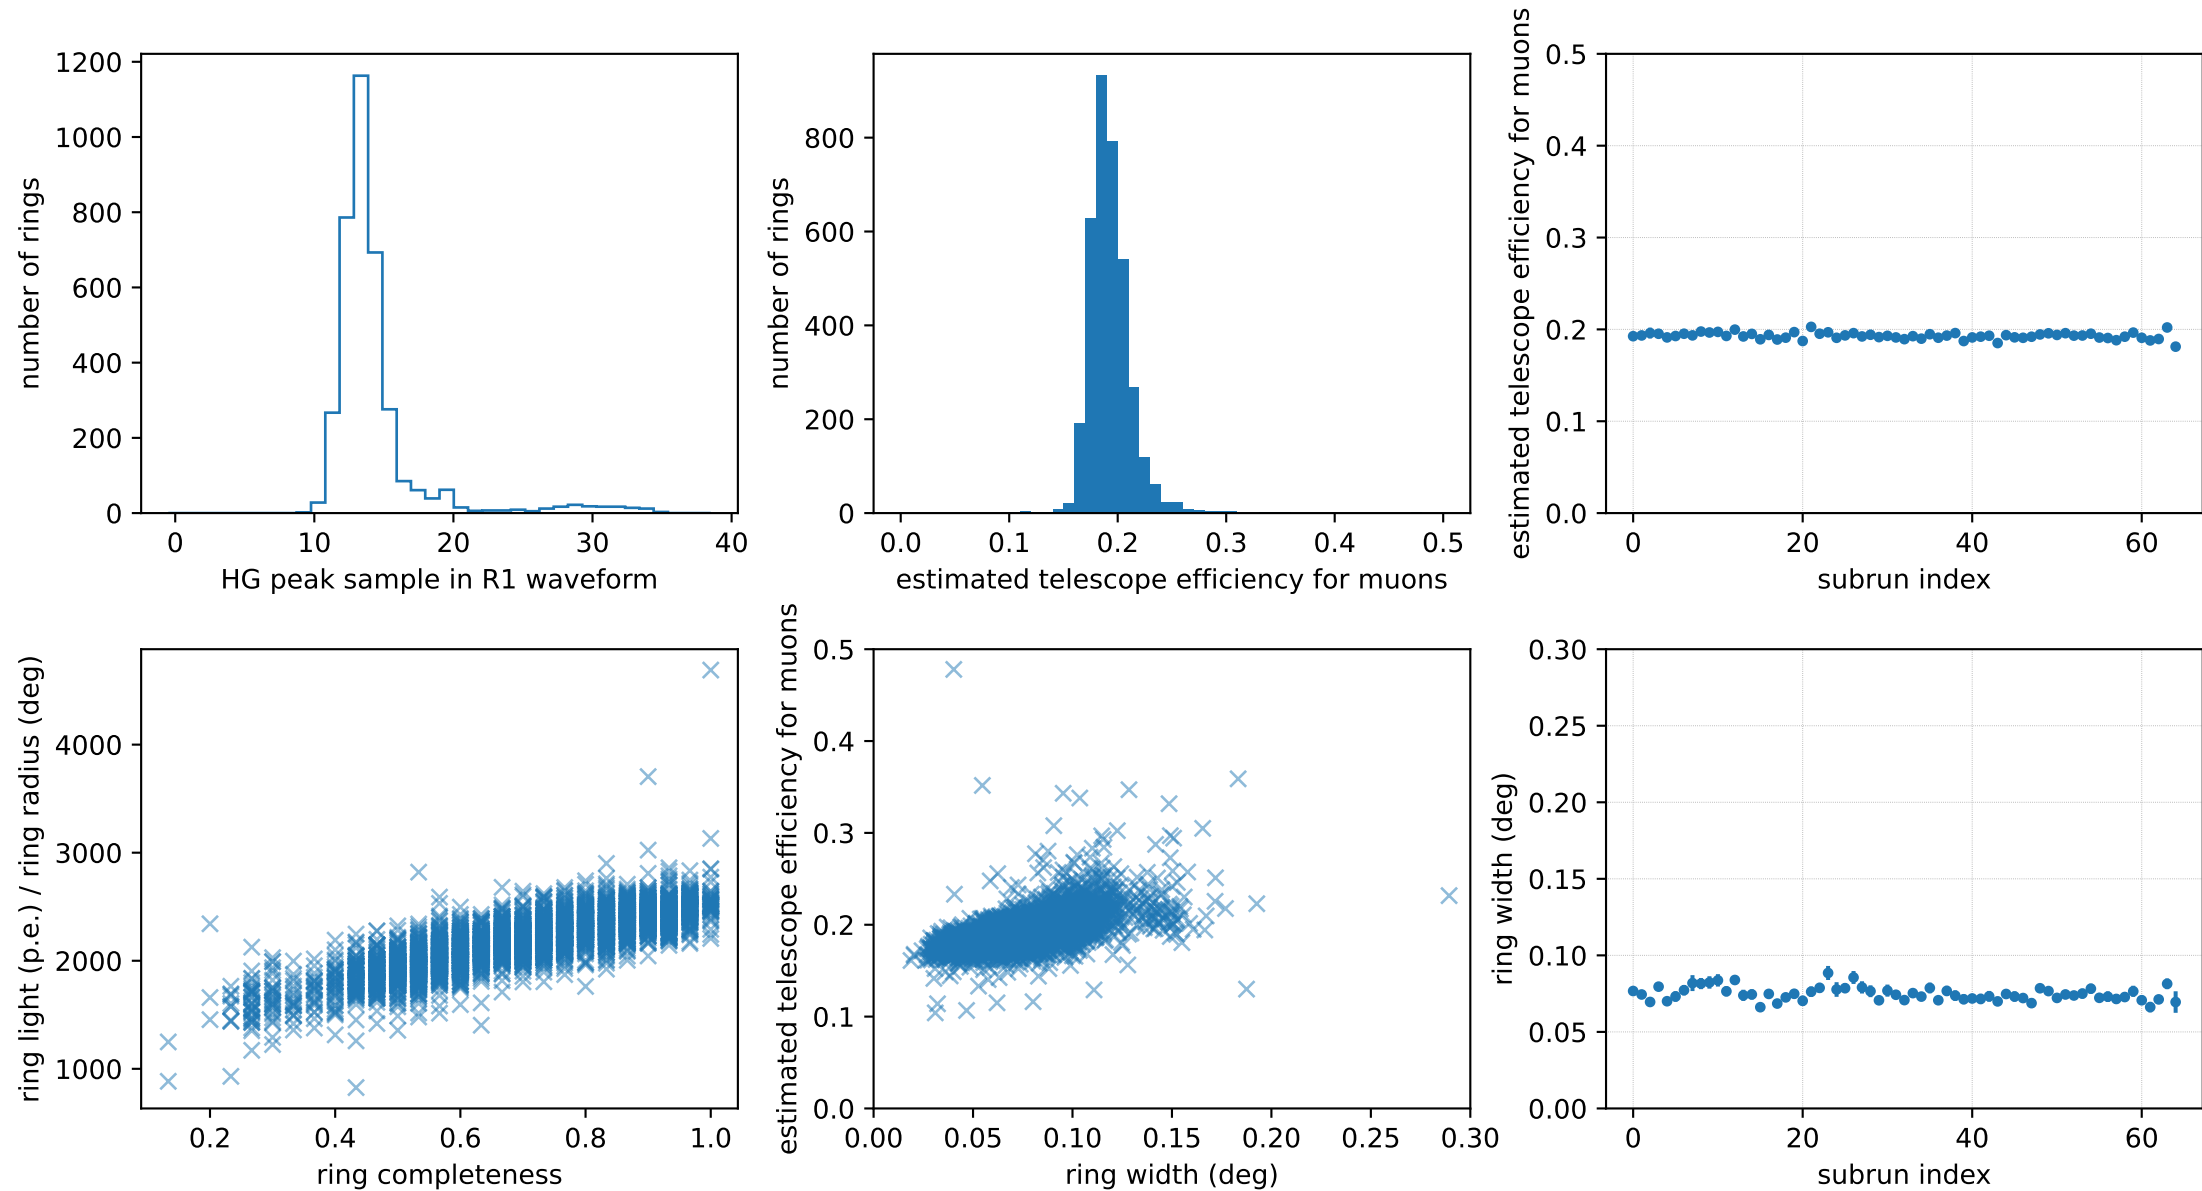 1200
1000
800
600
400
200
0
number of rings
0 10 20 30 40
HG peak sample in R1 waveform
800
600
400
200
0
number of rings
0.0 0.1 0.2 0.3 0.4 0.5
estimated telescope efficiency for muons
0.5
0.4
0.3
0.2
0.1
0.0
estimated telescope efficiency for muons
0 20 40 60
subrun index
4000
3000
2000
1000
ring light (p.e.) / ring radius (deg)
0.2 0.4 0.6 0.8 1.0
ring completeness
0.5
0.4
0.3
0.2
0.1
0.0
estimated telescope efficiency for muons
0.00 0.05 0.10 0.15 0.20 0.25 0.30
ring width (deg)
0.30
0.25
0.20
0.15
0.10
0.05
0.00
ring width (deg)
0 20 40 60
subrun index